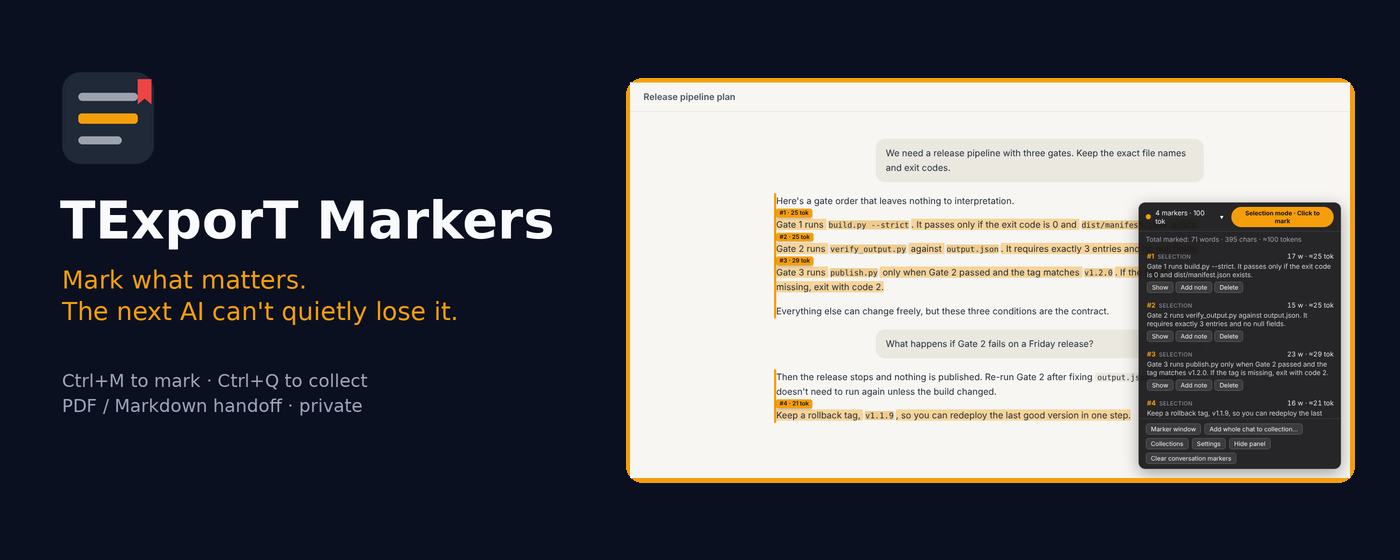 TExporT Markers
Mark what matters.
The next AI can't quietly lose it.
Ctrl+M to mark · Ctrl+Q to collect
PDF / Markdown handoff · private
Release pipeline plan
We need a release pipeline with three gates. Keep the exact file names
and exit codes.
Here's a gate order that leaves nothing to interpretation.
#1 · 25 tok
Gate 1 runs build.py --strict. It passes only if the exit code is 0 and dist/manifes
#2 · 25 tok
Gate 2 runs verify_output.py against output.json. It requires exactly 3 entries and
#3 · 29 tok
Gate 3 runs publish.py only when Gate 2 passed and the tag matches v1.2.0. If the
missing, exit with code 2.
Everything else can change freely, but these three conditions are the contract.
What happens if Gate 2 fails on a Friday release?
Then the release stops and nothing is published. Re-run Gate 2 after fixing output.js
doesn't need to run again unless the build changed.
#4 · 21 tok
Keep a rollback tag, v1.1.9, so you can redeploy the last good version in one step.
4 markers · 100
tok
▾
Selection mode · Click to
mark
Total marked: 71 words · 395 chars · ≈100 tokens
#1 SELECTION 17 w · ≈25 tok
Gate 1 runs build.py --strict. It passes only if the exit code
is 0 and dist/manifest.json exists.
Show Add note Delete
#2 SELECTION 15 w · ≈25 tok
Gate 2 runs verify_output.py against output.json. It
requires exactly 3 entries and no null fields.
Show Add note Delete
#3 SELECTION 23 w · ≈29 tok
Gate 3 runs publish.py only when Gate 2 passed and the
tag matches v1.2.0. If the tag is missing, exit with code 2.
Show Add note Delete
#4 SELECTION 16 w · ≈21 tok
Keep a rollback tag, v1.1.9, so you can redeploy the last
Marker window Add whole chat to collection...
Collections Settings Hide panel
Clear conversation markers